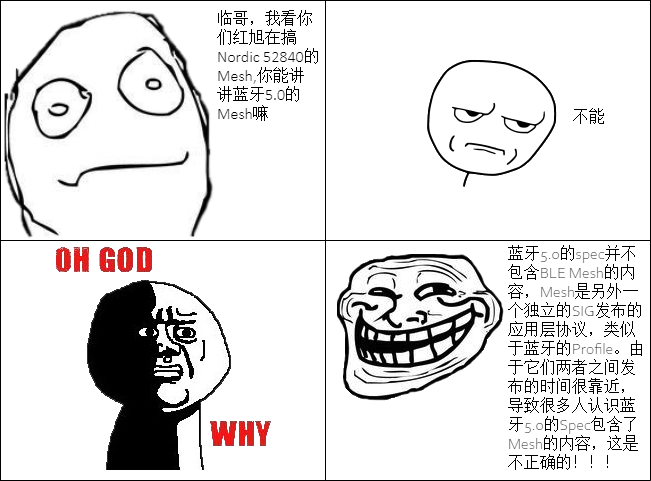 临哥，我看你
们红旭在搞
Nordic 52840的
Mesh,你能讲
讲蓝牙5.0的
Mesh嘛
不能
OH GOD
WHY
蓝牙5.0的spec并不
包含BLE Mesh的内
容，Mesh是另外一
个独立的SIG发布的
应用层协议，类似
于蓝牙的Profile。由
于它们两者之间发
布的时间很靠近，
导致很多人认识蓝
牙5.0的Spec包含了
Mesh的内容，这是
不正确的！！！